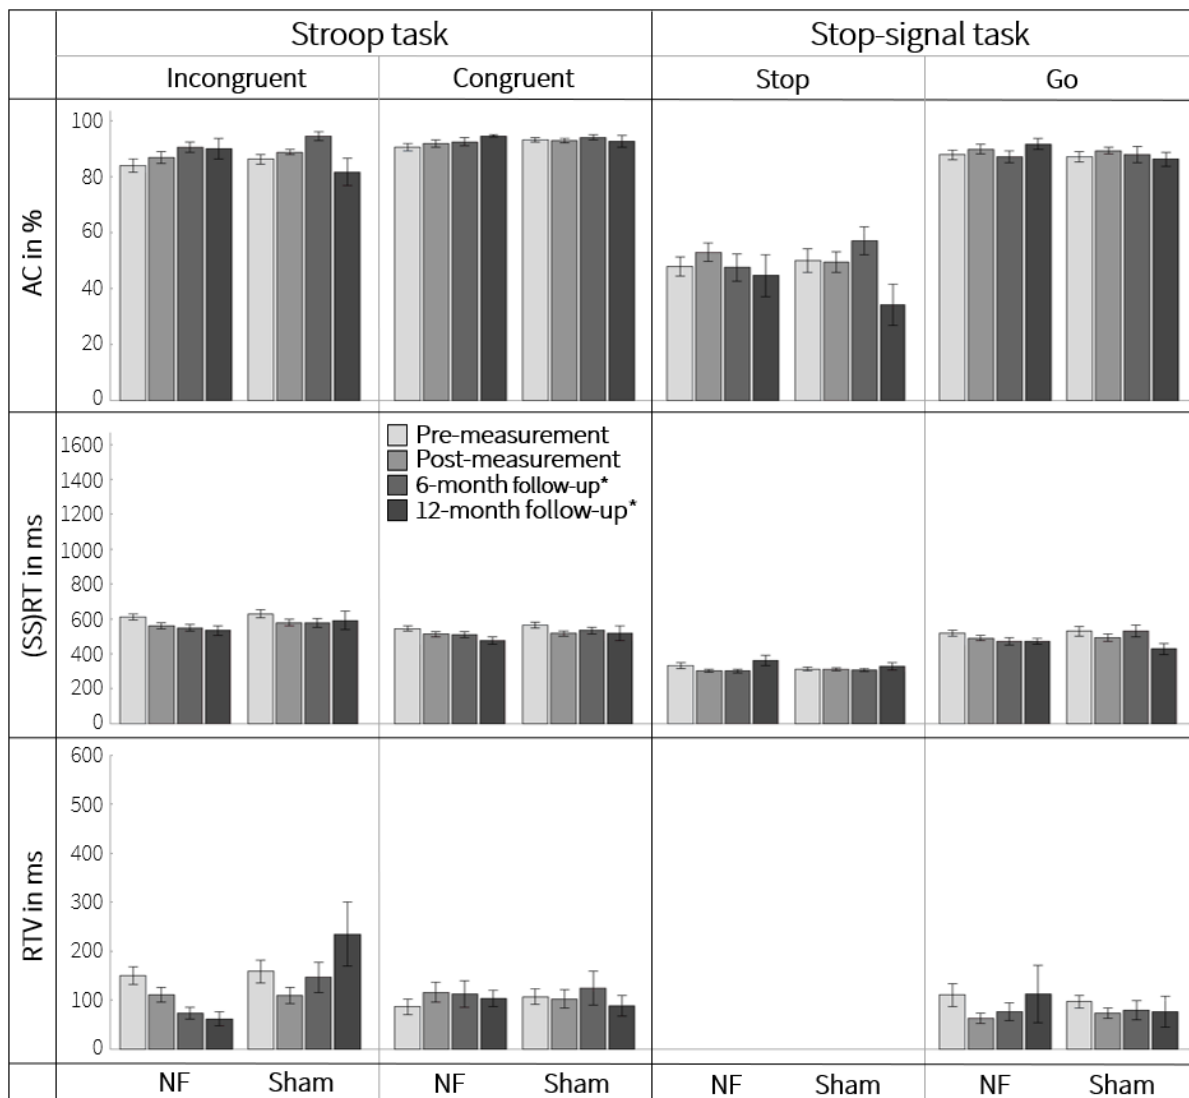 Stroop task
Stop-signal task
Incongruent
Congruent
Stop
Go
AC in %
100
80
60
40
20
0
(SS)RT in ms
1600
1400
1200
1000
800
600
400
200
0
Pre-measurement
Post-measurement
6-month follow-up*
12-month follow-up*
RTV in ms
600
500
400
300
200
100
0
NF
Sham
NF
Sham
NF
Sham
NF
Sham